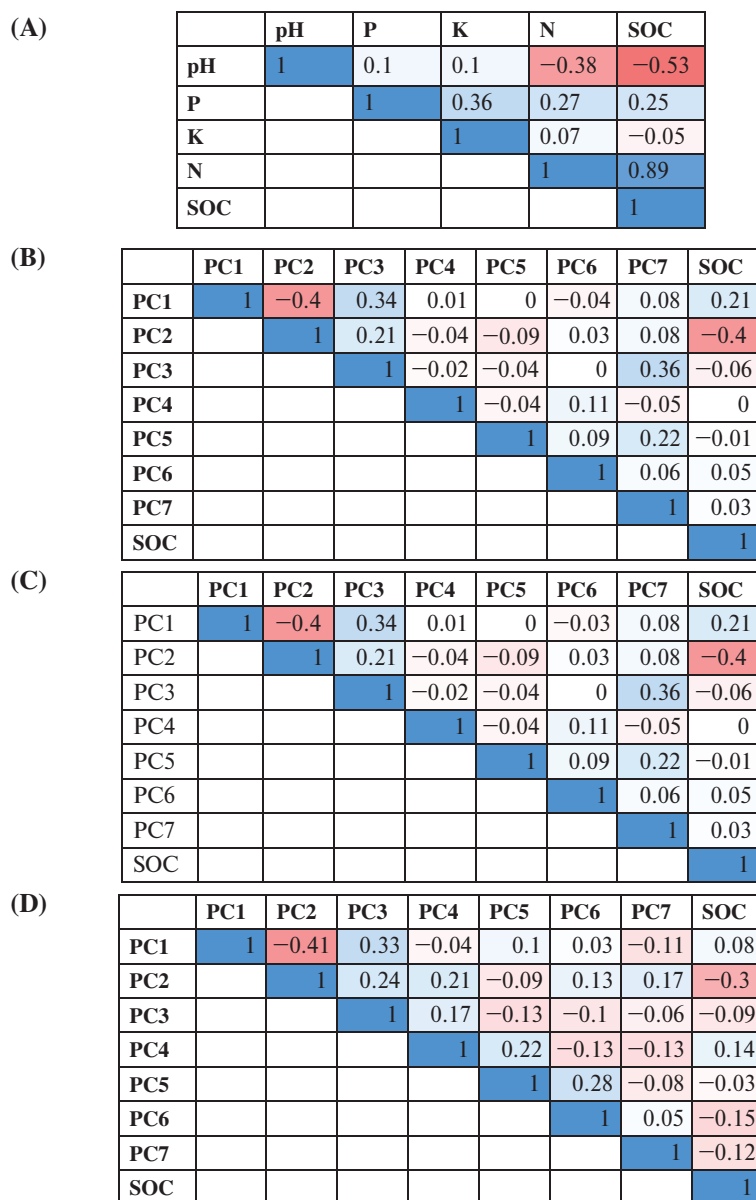 (A)
pH P K N SOC
pH 1 0.1 0.1 −0.38 −0.53
P 1 0.36 0.27 0.25
K 1 0.07 −0.05
N 1 0.89
SOC 1
(B)
PC1 PC2 PC3 PC4 PC5 PC6 PC7 SOC
PC1 1 −0.4 0.34 0.01 0 −0.04 0.08 0.21
PC2 1 0.21 −0.04 −0.09 0.03 0.08 −0.4
PC3 1 −0.02 −0.04 0 0.36 −0.06
PC4 1 −0.04 0.11 −0.05 0
PC5 1 0.09 0.22 −0.01
PC6 1 0.06 0.05
PC7 1 0.03
SOC 1
(C)
PC1 PC2 PC3 PC4 PC5 PC6 PC7 SOC
PC1 1 −0.4 0.34 0.01 0 −0.03 0.08 0.21
PC2 1 0.21 −0.04 −0.09 0.03 0.08 −0.4
PC3 1 −0.02 −0.04 0 0.36 −0.06
PC4 1 −0.04 0.11 −0.05 0
PC5 1 0.09 0.22 −0.01
PC6 1 0.06 0.05
PC7 1 0.03
SOC 1
(D)
PC1 PC2 PC3 PC4 PC5 PC6 PC7 SOC
PC1 1 −0.41 0.33 −0.04 0.1 0.03 −0.11 0.08
PC2 1 0.24 0.21 −0.09 0.13 0.17 −0.3
PC3 1 0.17 −0.13 −0.1 −0.06 −0.09
PC4 1 0.22 −0.13 −0.13 0.14
PC5 1 0.28 −0.08 −0.03
PC6 1 0.05 −0.15
PC7 1 −0.12
SOC 1